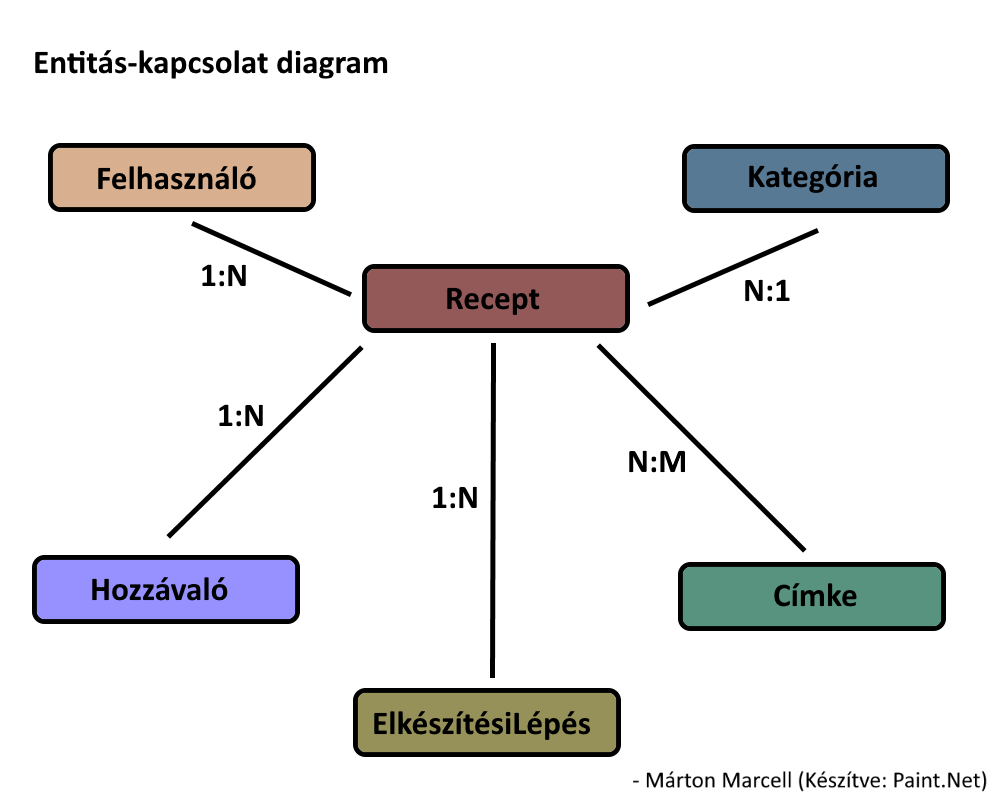 Entitás-kapcsolat diagram
Felhasználó
Kategória
1:N
Recept
N:1
1:N
N:M
1:N
Hozzávaló
Címke
ElkészítésiLépés
- Márton Marcell (Készítve: Paint.Net)